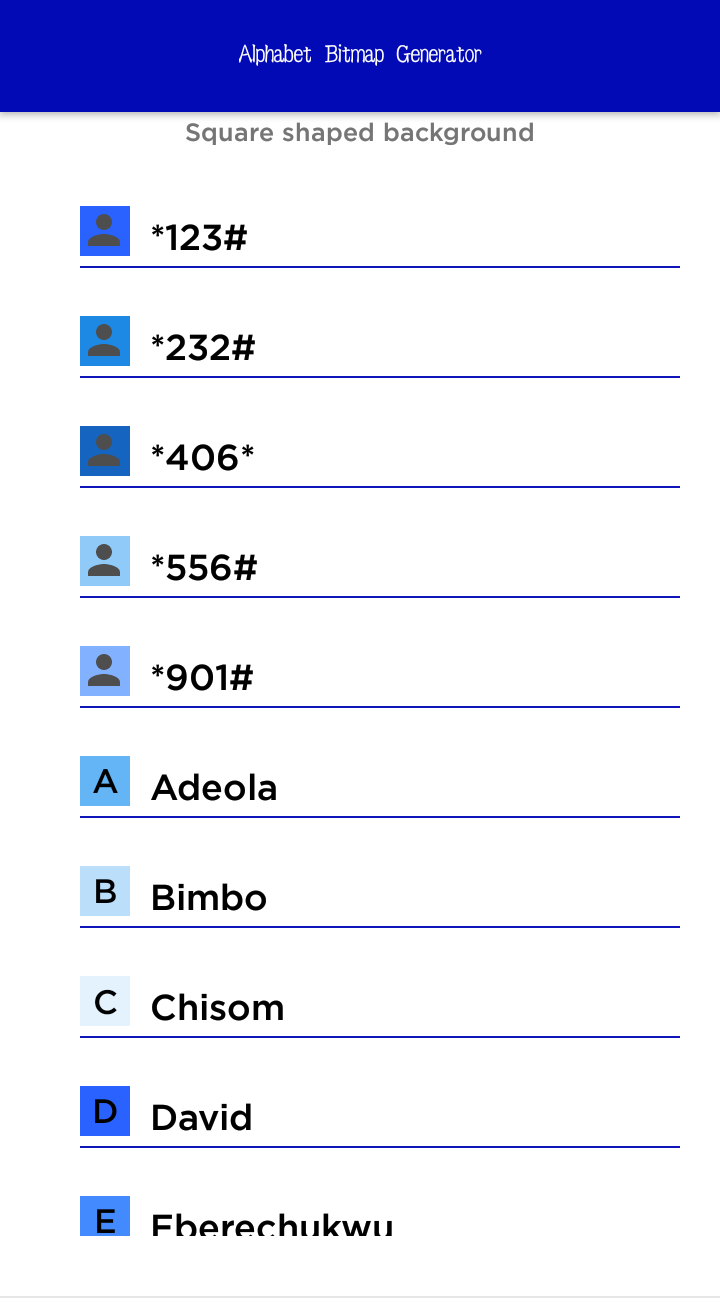 Alphabet Bitmap Generator
Square shaped background
*123#
*232#
*406*
*556#
*901#
A Adeola
B Bimbo
C Chisom
D David
E Eberechukwu